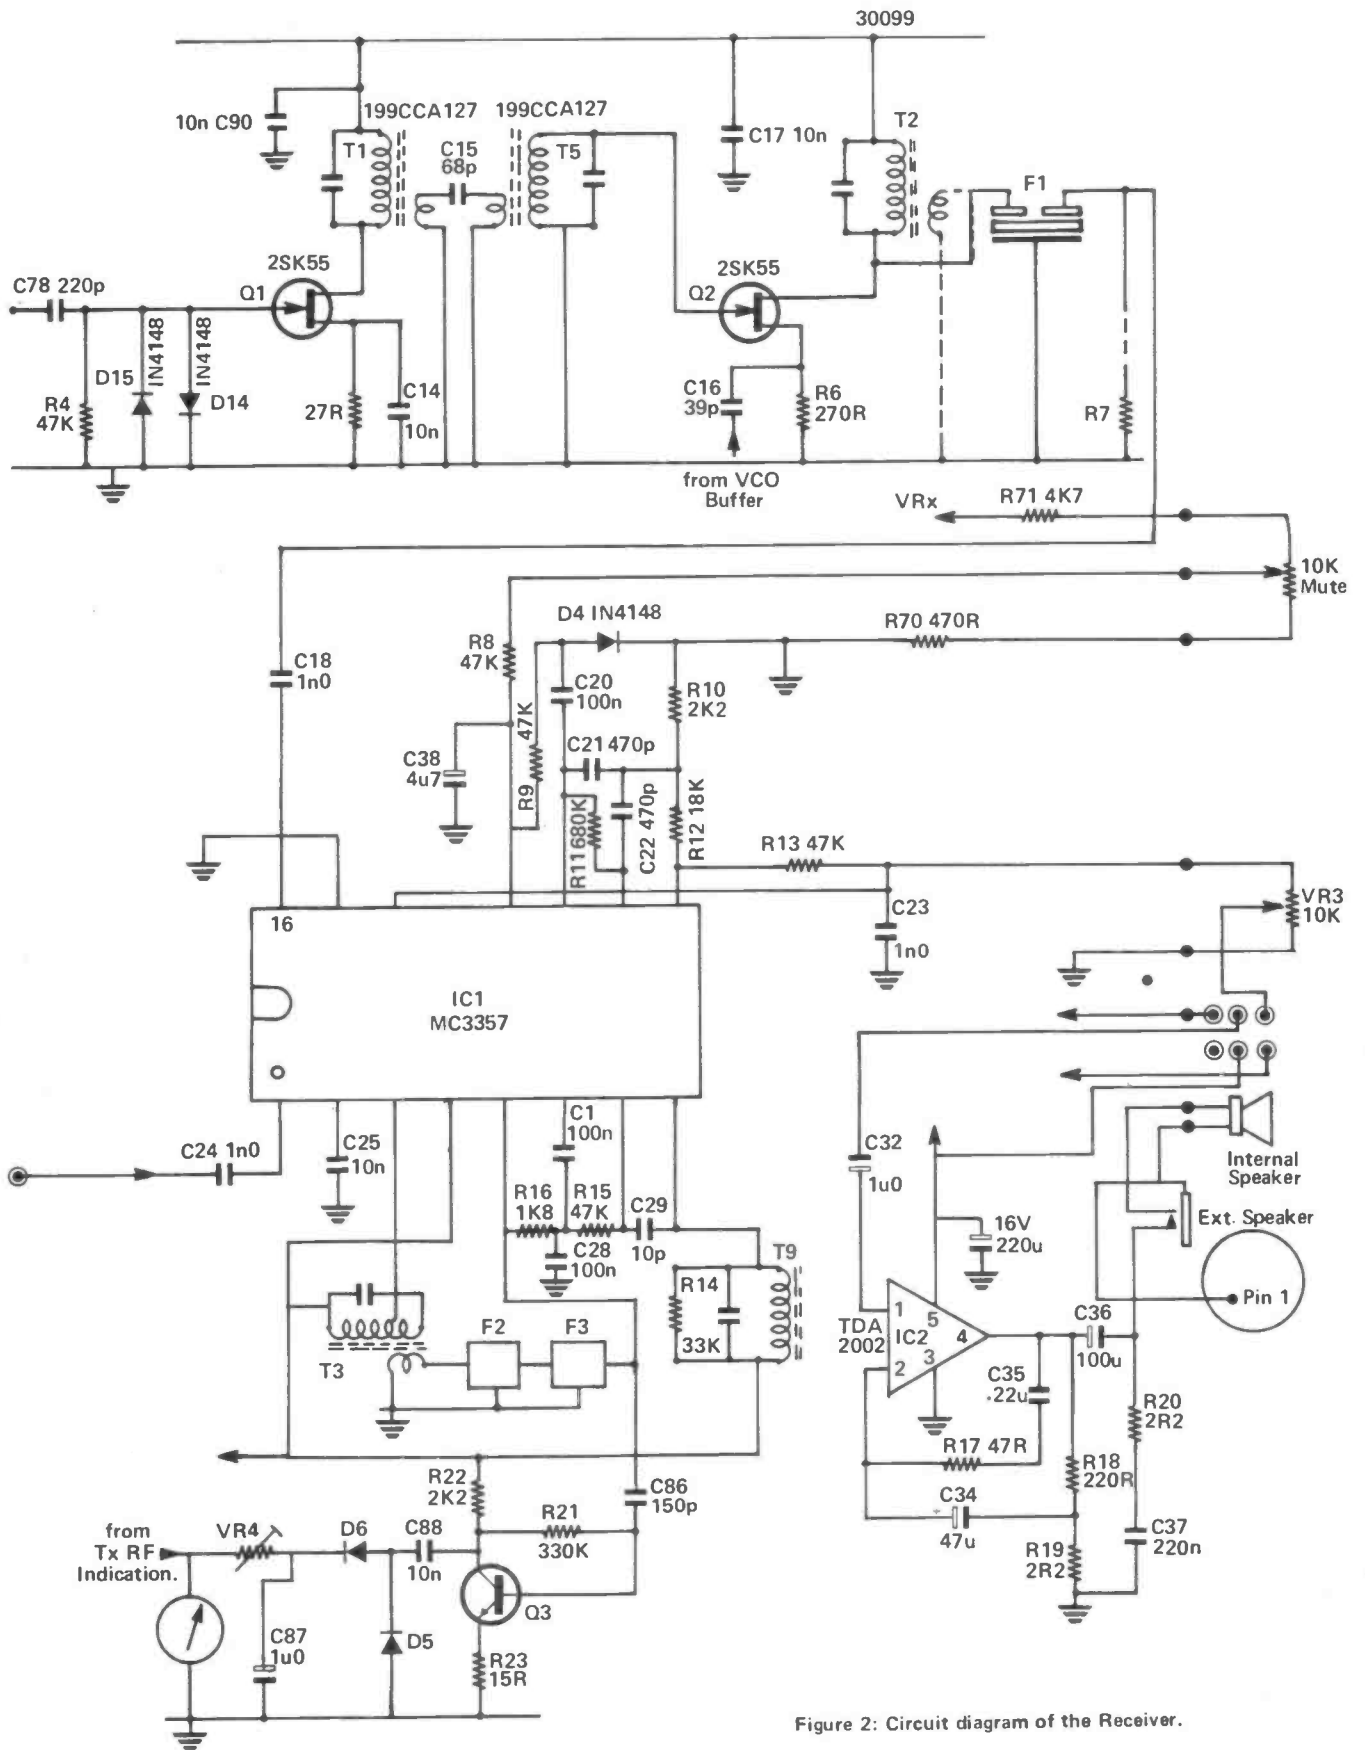 30099
10n C90
199CCA127
199CCA127
T1
C15
68p
T5
C17 10n
T2
F1
C78 220p
Q1
2SK55
2SK55
Q2
D15
IN4148
IN4148
D14
R4
47K
27R
C14
10n
C16
39p
R6
270R
R7
from VCO
Buffer
VRx
R71 4K7
10K
Mute
D4 IN4148
R70 470R
R8
47K
C18
1n0
C20
100n
R10
2K2
47K
R9
C38
4u7
C21 470p
C22 470p
R12 18K
R11 680K
R13 47K
VR3
10K
C23
1n0
16
IC1
MC3357
C24 1n0
C25
10n
C1
100n
R16
1K8
R15
47K
C29
10p
C28
100n
T9
R14
33K
T3
F2
F3
C32
1u0
16V
220u
Internal
Speaker
Ext. Speaker
Pin 1
TDA
2002
IC2
1
2
5
3
4
C36
100u
C35
.22u
R20
2R2
R17 47R
R18
220R
C34
+
47u
R19
2R2
C37
220n
R22
2K2
C86
150p
R21
330K
from
Tx RF
Indication.
VR4
D6
C88
10n
Q3
D5
C87
1u0
R23
15R
Figure 2: Circuit diagram of the Receiver.